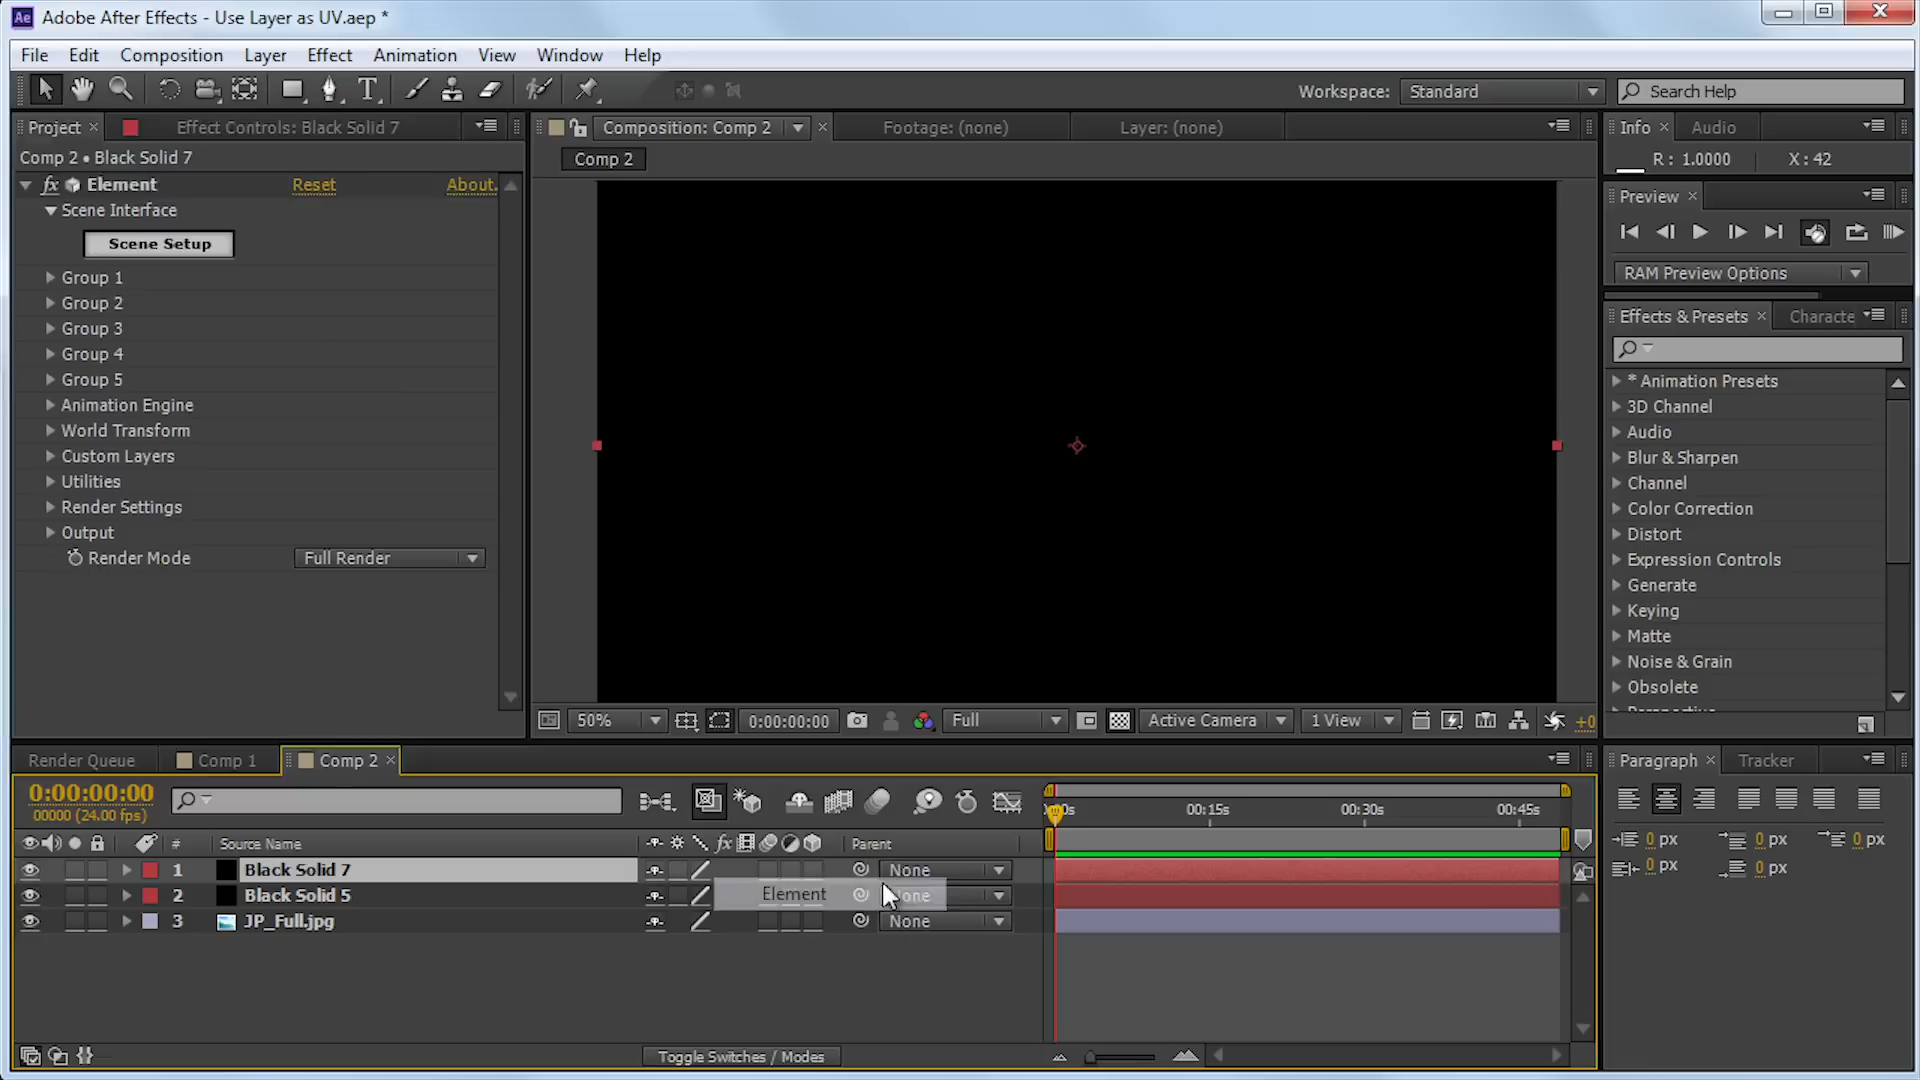 Adobe After Effects - Use Layer as UV.aep *
File Edit Composition Layer Effect Animation View Window Help
Workspace: Standard Search Help
Project Effect Controls: Black Solid 7
Comp 2 • Black Solid 7
fx Element Reset About.
Scene Interface
Scene Setup
Group 1
Group 2
Group 3
Group 4
Group 5
Animation Engine
World Transform
Custom Layers
Utilities
Render Settings
Output
Render Mode Full Render
Composition: Comp 2 Footage: (none) Layer: (none)
Comp 2
50% 0:00:00:00 Full Active Camera 1 View +0
Info Audio
R: 1.0000 X: 42
Preview
RAM Preview Options
Effects & Presets Characte
* Animation Presets
3D Channel
Audio
Blur & Sharpen
Channel
Color Correction
Distort
Expression Controls
Generate
Keying
Matte
Noise & Grain
Obsolete
Render Queue Comp 1 Comp 2
0:00:00:00
00000 (24.00 fps)
# Source Name fx Parent
1 Black Solid 7 None
2 Black Solid 5 None
3 JP_Full.jpg None
Element
00:15s 00:30s 00:45s
Toggle Switches / Modes
Paragraph Tracker
0 px 0 px 0 px
0 px 0 px